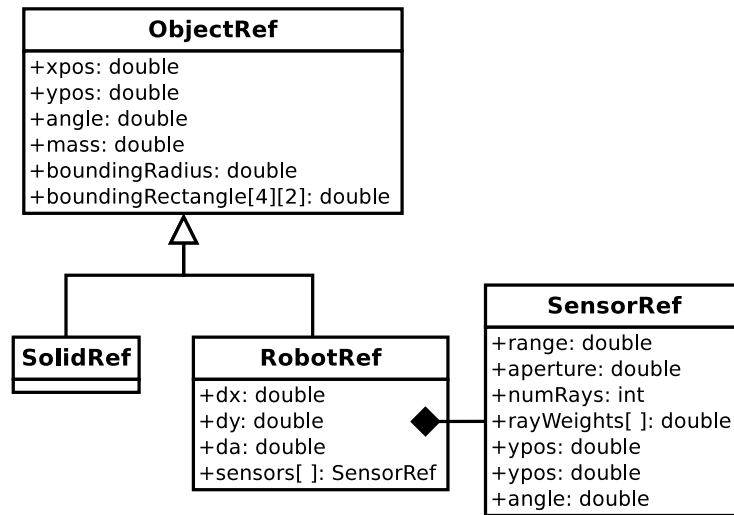 ObjectRef
+xpos: double
+ypos: double
+angle: double
+mass: double
+boundingRadius: double
+boundingRectangle[4][2]: double
SolidRef
RobotRef
+dx: double
+dy: double
+da: double
+sensors[ ]: SensorRef
SensorRef
+range: double
+aperture: double
+numRays: int
+rayWeights[ ]: double
+ypos: double
+ypos: double
+angle: double